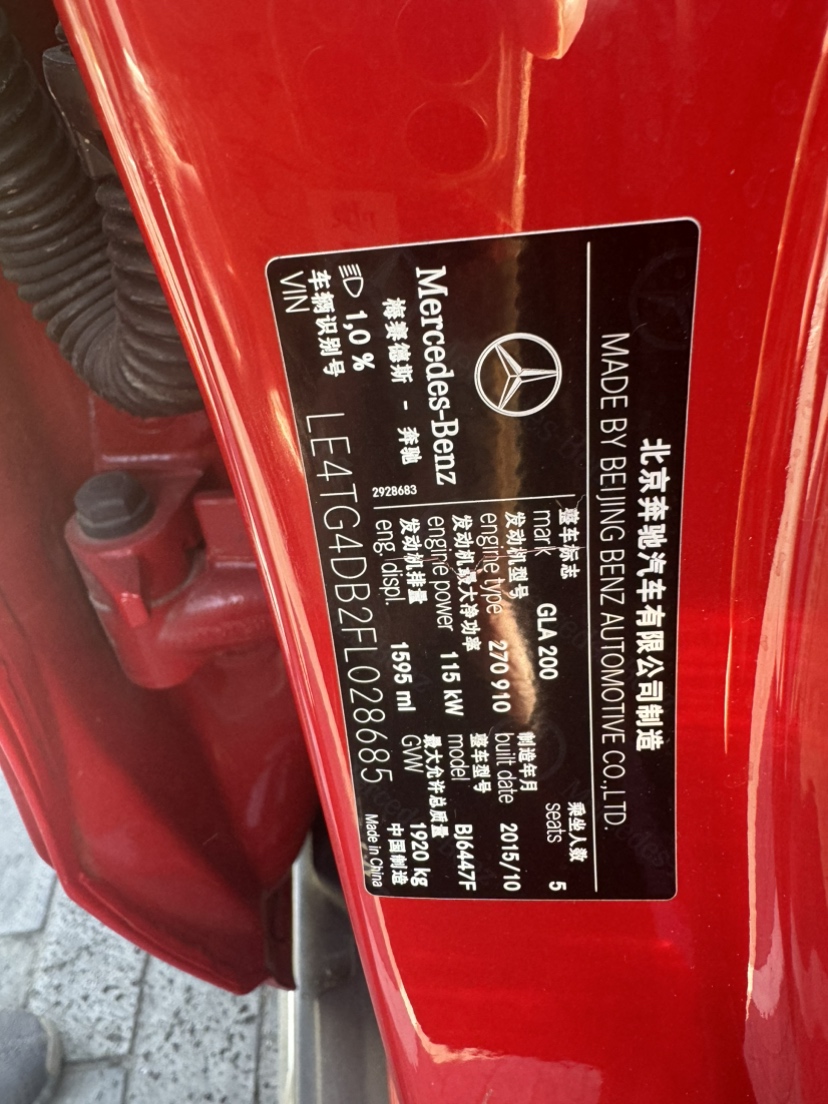 北京奔驰汽车有限公司制造
MADE BY BEIJING BENZ AUTOMOTIVE CO.,LTD.
整车标志
mark GLA 200
乘坐人数
seats 5
发动机型号
engine type 270 910
制造年月
built date 2015/10
发动机最大净功率
engine power 115 kW
整车型号
model BJ6447F
发动机排量
eng. displ. 1595 ml
最大允许总质量
GVW 1920 kg
Mercedes-Benz
梅赛德斯 - 奔驰
2928683
1,0 %
车辆识别号
VIN LE4TG4DB2FL028685
中国制造
Made in China